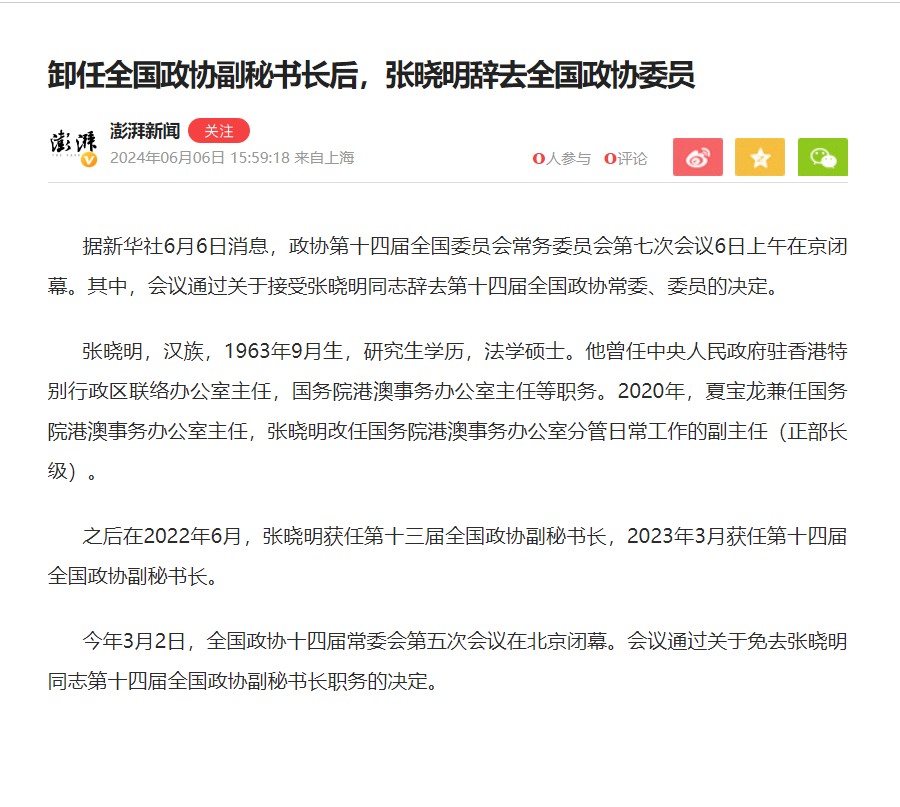 卸任全国政协副秘书长后，张晓明辞去全国政协委员
澎湃
澎湃新闻 关注
2024年06月06日 15:59:18 来自上海
0人参与 0评论
据新华社6月6日消息，政协第十四届全国委员会常务委员会第七次会议6日上午在京闭
幕。其中，会议通过关于接受张晓明同志辞去第十四届全国政协常委、委员的决定。
张晓明，汉族，1963年9月生，研究生学历，法学硕士。他曾任中央人民政府驻香港特
别行政区联络办公室主任，国务院港澳事务办公室主任等职务。2020年，夏宝龙兼任国务
院港澳事务办公室主任，张晓明改任国务院港澳事务办公室分管日常工作的副主任（正部长
级）。
之后在2022年6月，张晓明获任第十三届全国政协副秘书长，2023年3月获任第十四届
全国政协副秘书长。
今年3月2日，全国政协十四届常委会第五次会议在北京闭幕。会议通过关于免去张晓明
同志第十四届全国政协副秘书长职务的决定。